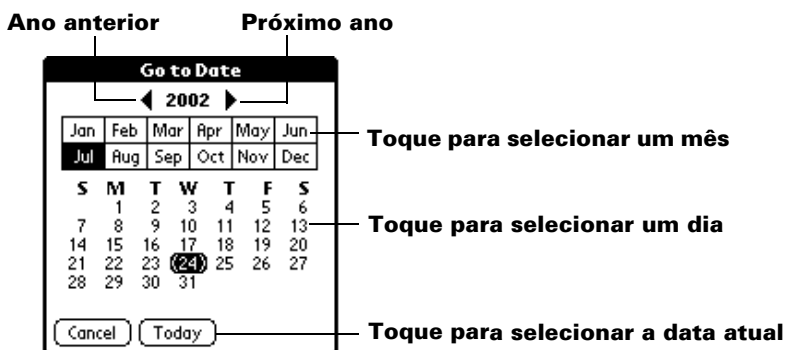 Ano anterior Próximo ano
Go to Date
2002
Jan Feb Mar Apr May Jun
Toque para selecionar um mês
Jul Aug Sep Oct Nov Dec
S M T W T F S
1 2 3 4 5 6
7 8 9 10 11 12 13
Toque para selecionar um dia
14 15 16 17 18 19 20
21 22 23 24 25 26 27
28 29 30 31
Cancel Today
Toque para selecionar a data atual